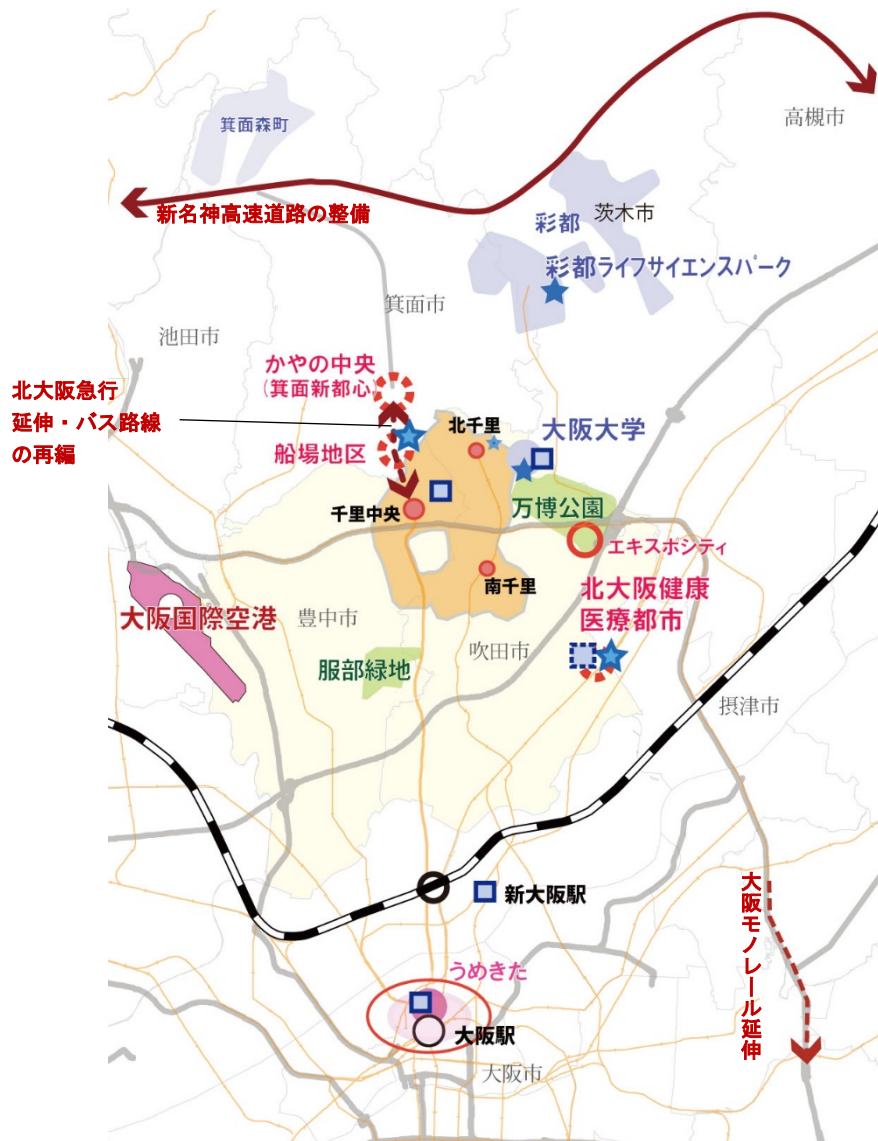 高槻市
箕面森町
新名神高速道路の整備
茨木市
彩都
彩都ライフサイエンスパーク
箕面市
池田市
かやの中央
(箕面新都心)
北大阪急行
延伸・バス路線
の再編
船場地区
北千里
大阪大学
千里中央
万博公園
エキスポシティ
南千里
北大阪健康
医療都市
大阪国際空港
豊中市
吹田市
服部緑地
摂津市
新大阪駅
大阪モノレール延伸
うめきた
大阪駅
大阪市